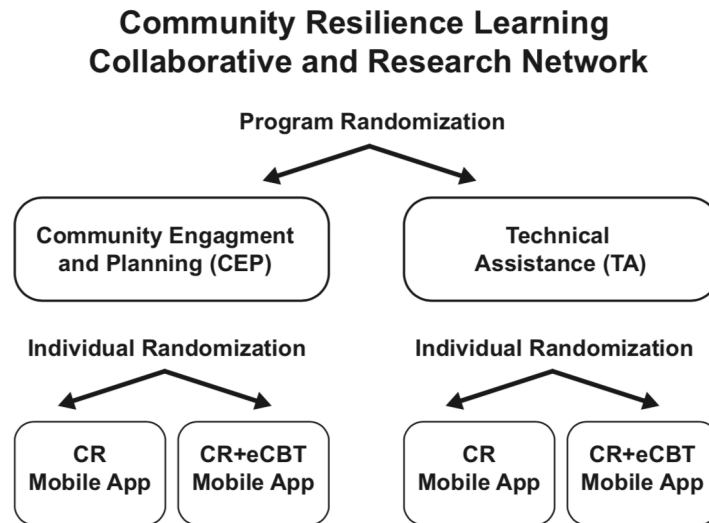 Community Resilience Learning
Collaborative and Research Network
Program Randomization
Community Engagment
and Planning (CEP)
Technical
Assistance (TA)
Individual Randomization
Individual Randomization
CR
Mobile App
CR+eCBT
Mobile App
CR
Mobile App
CR+eCBT
Mobile App